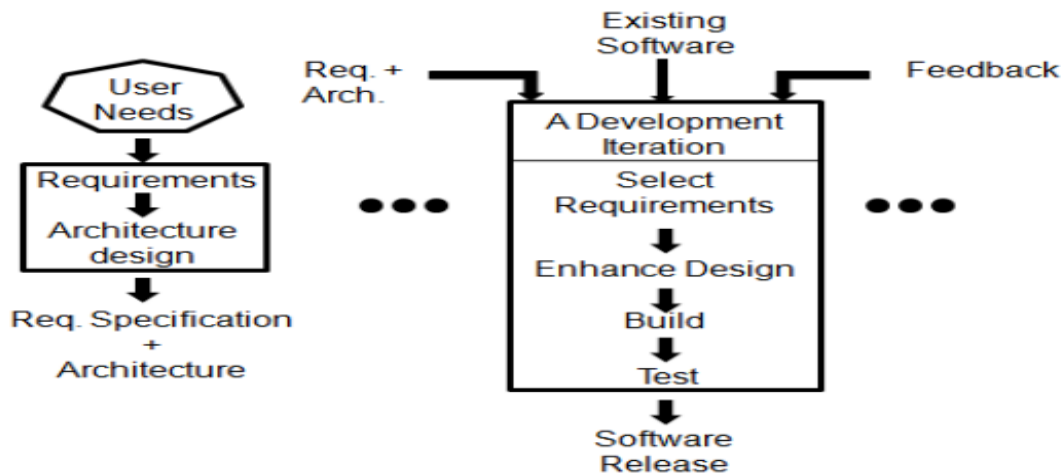 User
Needs
Requirements
Architecture
design
Req. Specification
+
Architecture
Existing
Software
Req. +
Arch.
Feedback
A Development
Iteration
Select
Requirements
Enhance Design
Build
Test
Software
Release